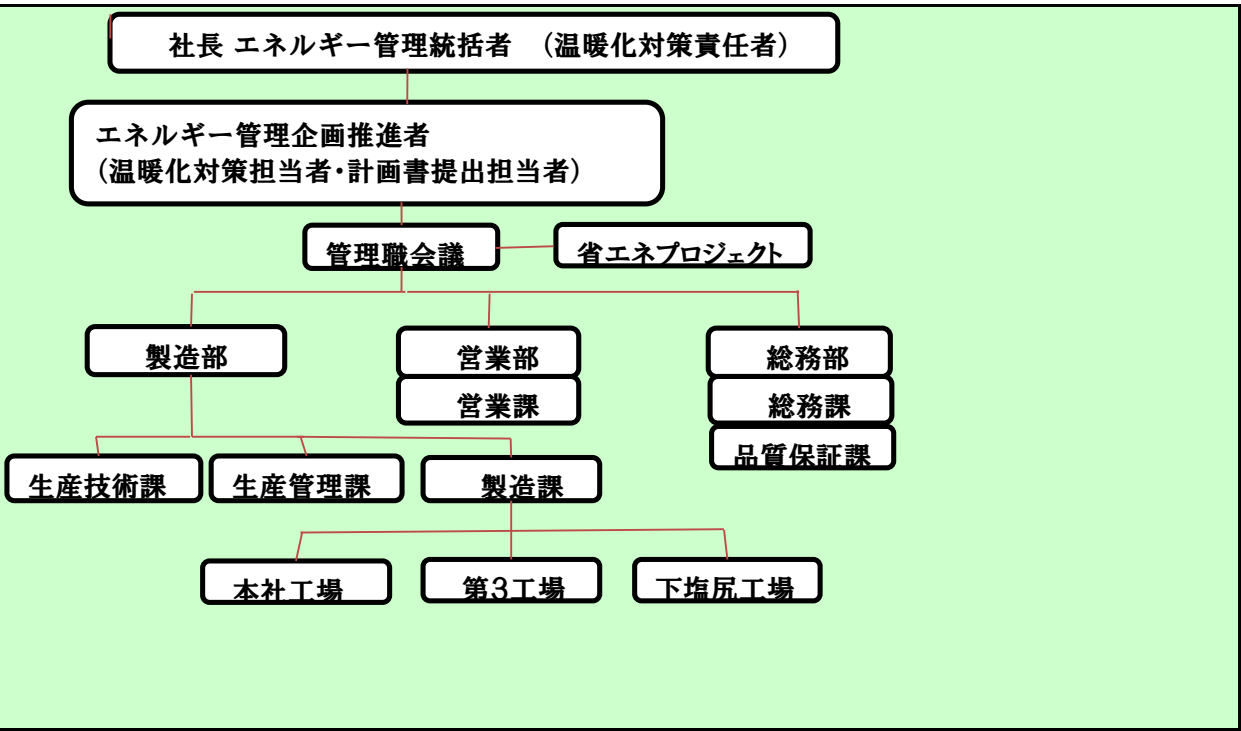 社長 エネルギー管理統括者 （温暖化対策責任者）
エネルギー管理企画推進者
（温暖化対策担当者・計画書提出担当者）
管理職会議
省エネプロジェクト
製造部
営業部
総務部
営業課
総務課
品質保証課
生産技術課
生産管理課
製造課
本社工場
第3工場
下塩尻工場